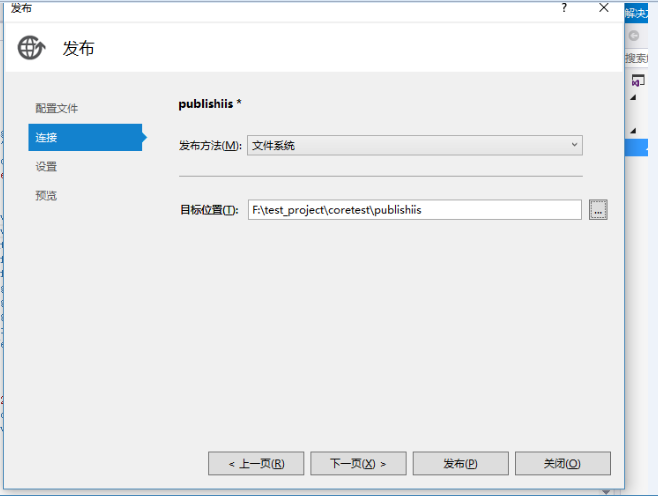 发布
?
发布
解决方
搜索
配置文件
连接
设置
预览
publishiis *
发布方法(M): 文件系统
目标位置(T): F:\test_project\coretest\publishiis ...
< 上一页(R) 下一页(X) > 发布(P) 关闭(O)